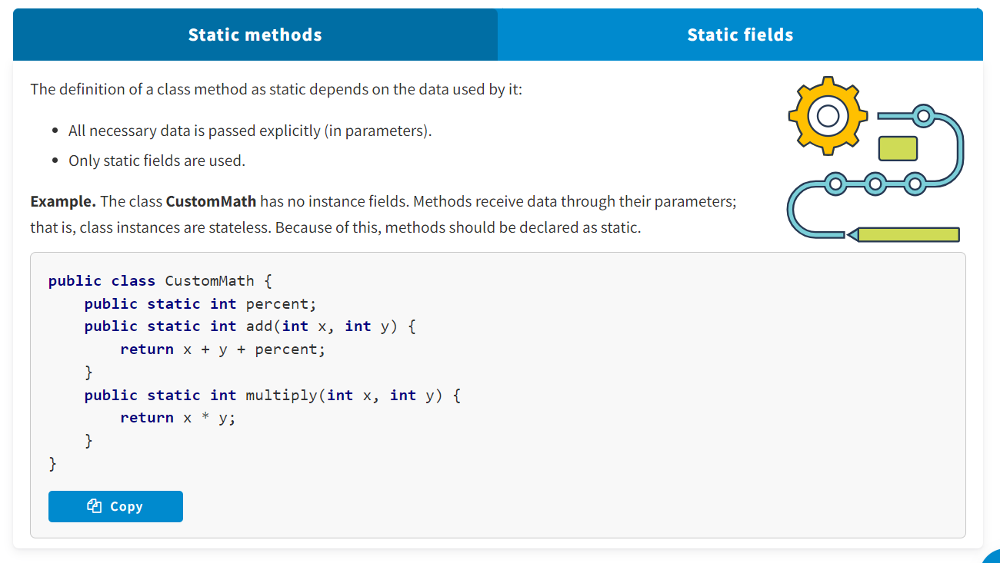 Static methods
Static fields
The definition of a class method as static depends on the data used by it:
• All necessary data is passed explicitly (in parameters).
• Only static fields are used.
Example. The class CustomMath has no instance fields. Methods receive data through their parameters;
that is, class instances are stateless. Because of this, methods should be declared as static.
public class CustomMath {
    public static int percent;
    public static int add(int x, int y) {
        return x + y + percent;
    }
    public static int multiply(int x, int y) {
        return x * y;
    }
}
Copy